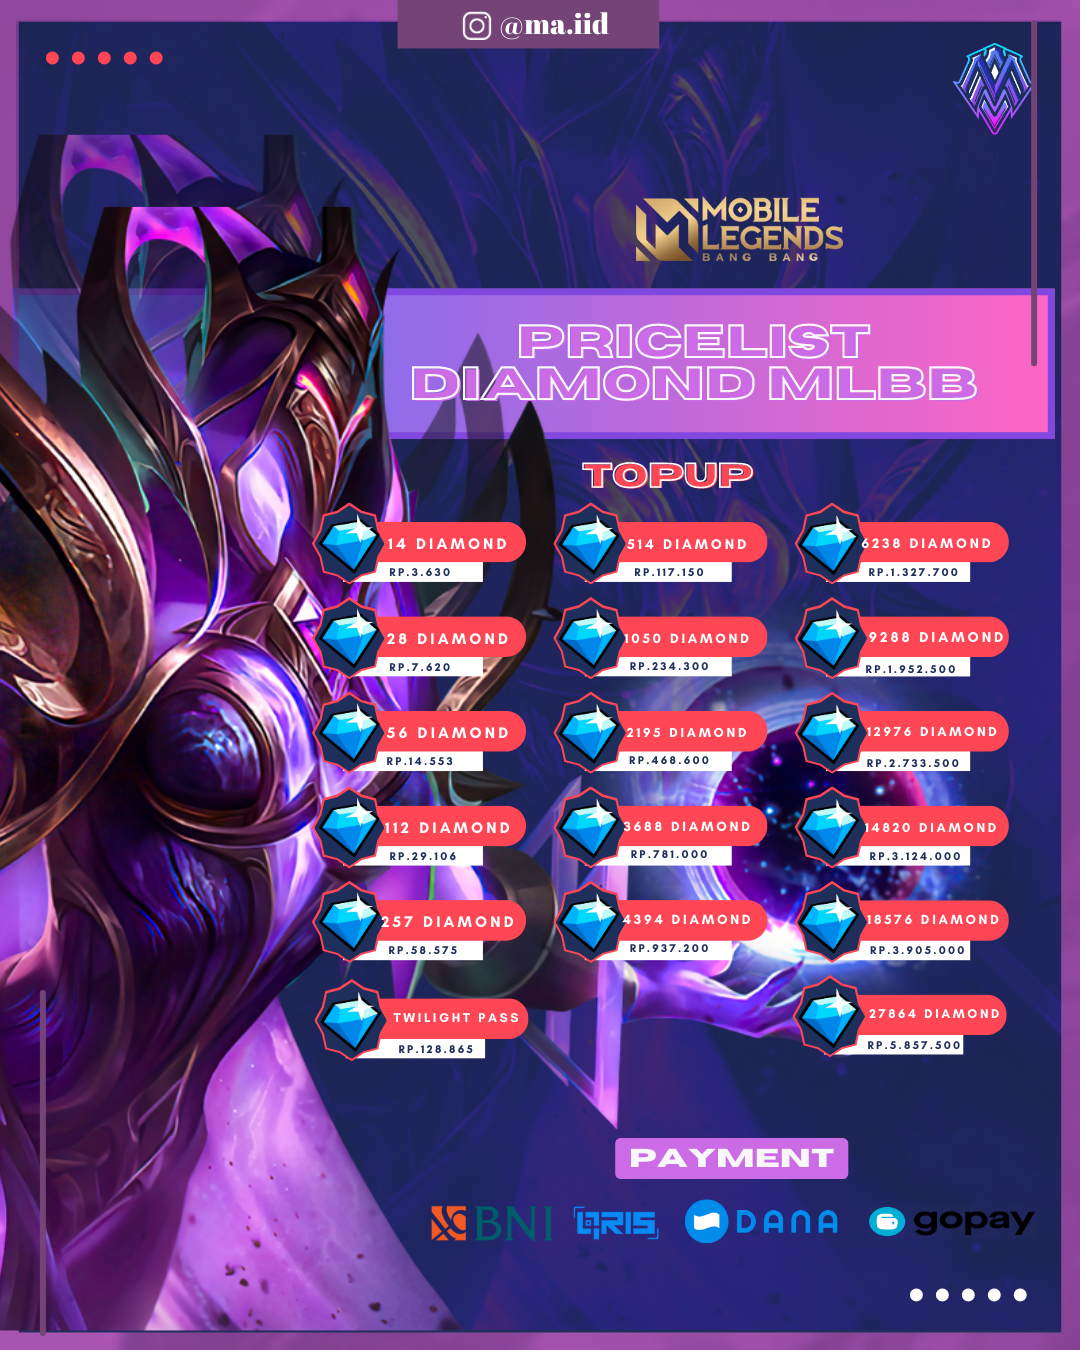 @ma.iid
MOBILE
LEGENDS
BANG BANG
PRICELIST
DIAMOND MLBB
TOPUP
14 DIAMOND
RP.3.630
28 DIAMOND
RP.7.620
56 DIAMOND
RP.14.553
112 DIAMOND
RP.29.106
257 DIAMOND
RP.58.575
TWILIGHT PASS
RP.128.865
514 DIAMOND
RP.117.150
1050 DIAMOND
RP.234.300
2195 DIAMOND
RP.468.600
3688 DIAMOND
RP.781.000
4394 DIAMOND
RP.937.200
6238 DIAMOND
RP.1.327.700
9288 DIAMOND
RP.1.952.500
12976 DIAMOND
RP.2.733.500
14820 DIAMOND
RP.3.124.000
18576 DIAMOND
RP.3.905.000
27864 DIAMOND
RP.5.857.500
PAYMENT
BNI
QRIS
DANA
gopay